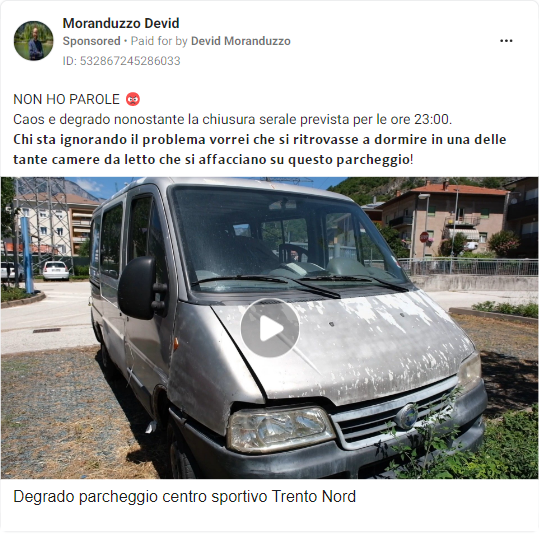 Moranduzzo Devid
Sponsored • Paid for by Devid Moranduzzo
ID: 532867245286033
NON HO PAROLE 😡
Caos e degrado nonostante la chiusura serale prevista per le ore 23:00.
Chi sta ignorando il problema vorrei che si ritrovasse a dormire in una delle
tante camere da letto che si affacciano su questo parcheggio!
Degrado parcheggio centro sportivo Trento Nord